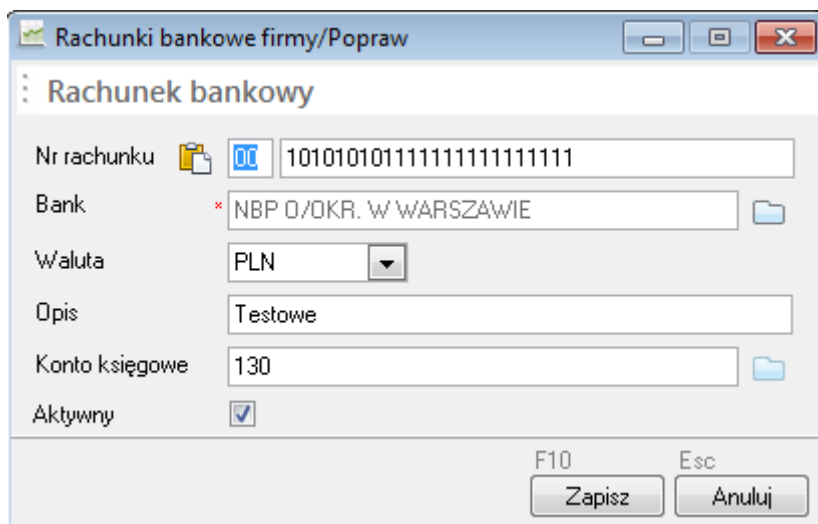 Rachunki bankowe firmy/Popraw
Rachunek bankowy
Nr rachunku 00 101010101111111111111111
Bank * NBP O/OKR. W WARSZAWIE
Waluta PLN
Opis Testowe
Konto księgowe 130
Aktywny
F10 Esc
Zapisz Anuluj